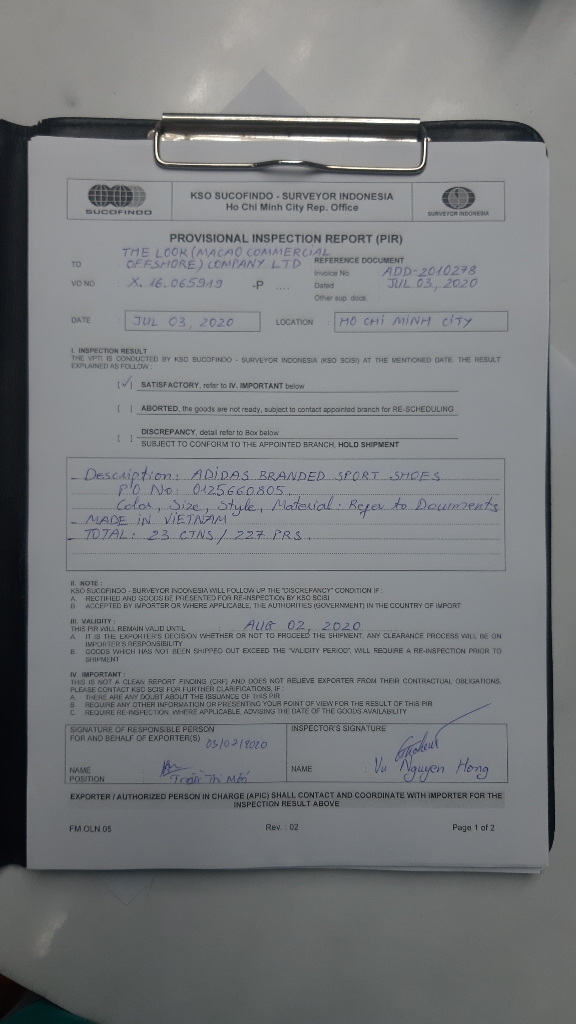 SUCOFINDO
KSO SUCOFINDO - SURVEYOR INDONESIA
Ho Chi Minh City Rep. Office
SURVEYOR INDONESIA
PROVISIONAL INSPECTION REPORT (PIR)
TO THE LOOK (MACAO COMMERCIAL
OFFSHORE) COMPANY LTD
REFERENCE DOCUMENT
Invoice No ADD-2010278
VO NO X. 16. 065919 -P ....
Dated JUL 03, 2020
Other sup. docs
DATE JUL 03, 2020 LOCATION HO CHI MINH CITY
I. INSPECTION RESULT
THE VPTI IS CONDUCTED BY KSO SUCOFINDO - SURVEYOR INDONESIA (KSO SCISI) AT THE MENTIONED DATE. THE RESULT
EXPLAINED AS FOLLOW :
[✓] SATISFACTORY, refer to IV. IMPORTANT below
[ ] ABORTED, the goods are not ready, subject to contact appointed branch for RE-SCHEDULING
[ ] DISCREPANCY, detail refer to Box below
SUBJECT TO CONFORM TO THE APPOINTED BRANCH, HOLD SHIPMENT
- Description: ADIDAS BRANDED SPORT SHOES
PO No: 0125660805
Color, Size, Style, Material: Refer to Documents
- MADE IN VIETNAM
- TOTAL: 23 CTNS / 227 PRS.
II. NOTE :
KSO SUCOFINDO - SURVEYOR INDONESIA WILL FOLLOW UP THE "DISCREPANCY" CONDITION IF :
A. RECTIFIED AND GOODS BE PRESENTED FOR RE-INSPECTION BY KSO SCISI
B. ACCEPTED BY IMPORTER OR WHERE APPLICABLE, THE AUTHORITIES (GOVERNMENT) IN THE COUNTRY OF IMPORT
III. VALIDITY :
THIS PIR WILL REMAIN VALID UNTIL AUG 02, 2020
A. IT IS THE EXPORTER'S DECISION WHETHER OR NOT TO PROCEED THE SHIPMENT. ANY CLEARANCE PROCESS WILL BE ON
IMPORTER'S RESPONSIBILITY
B. GOODS WHICH HAS NOT BEEN SHIPPED OUT EXCEED THE "VALIDITY PERIOD", WILL REQUIRE A RE-INSPECTION PRIOR TO
SHIPMENT
IV. IMPORTANT :
THIS IS NOT A CLEAN REPORT FINDING (CRF) AND DOES NOT RELIEVE EXPORTER FROM THEIR CONTRACTUAL OBLIGATIONS.
PLEASE CONTACT KSO SCISI FOR FURTHER CLARIFICATIONS, IF :
A. THERE ARE ANY DOUBT ABOUT THE ISSUANCE OF THIS PIR
B. REQUIRE ANY OTHER INFORMATION OR PRESENTING YOUR POINT OF VIEW FOR THE RESULT OF THIS PIR
C. REQUIRE RE-INSPECTION, WHERE APPLICABLE, ADVISING THE DATE OF THE GOODS AVAILABILITY
SIGNATURE OF RESPONSIBLE PERSON
FOR AND BEHALF OF EXPORTER(S) 03/07/2020
INSPECTOR'S SIGNATURE
NAME
POSITION Trần Thị Mến
NAME : Vu Nguyen Hong
EXPORTER / AUTHORIZED PERSON IN CHARGE (APIC) SHALL CONTACT AND COORDINATE WITH IMPORTER FOR THE
INSPECTION RESULT ABOVE
FM.OLN.05 Rev. : 02 Page 1 of 2